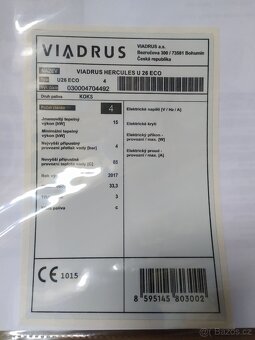 VIADRUS
VIADRUS a.s.
Bezručova 300 / 73581 Bohumín
Česká republika
VIADRUS HERCULES U 26 ECO
U26 ECO 4
030004704492
Druh paliva KOKS
4
Jmenovitý tepelný výkon [kW] 15
Minimální tepelný výkon [kW]
Nejvyšší přípustný provozní přetlak vody [bar] 4
Nejvyšší přípustná provozní teplota vody [C]
2017
33,3
3
Elektrické napětí (V / Hz / A)
Elektrické krytí
Elektrický příkon - provozní / max. [W]
Elektrický proud - provozní / max. [A]
CE 1015
8 595145 803002